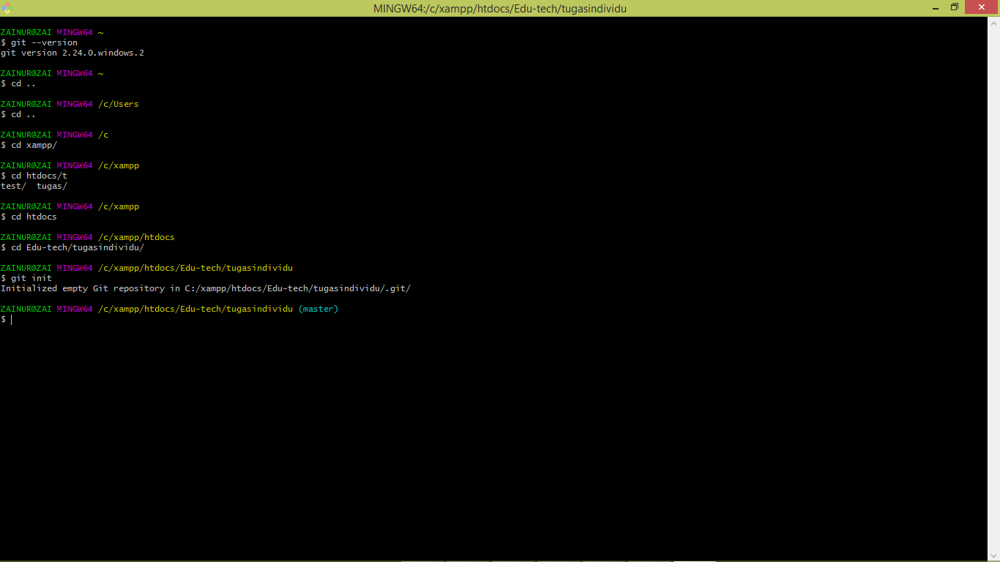 MINGW64:/c/xampp/htdocs/Edu-tech/tugasindividu
ZAINUR@ZAI MINGW64 ~
$ git --version
git version 2.24.0.windows.2
ZAINUR@ZAI MINGW64 ~
$ cd ..
ZAINUR@ZAI MINGW64 /c/Users
$ cd ..
ZAINUR@ZAI MINGW64 /c
$ cd xampp/
ZAINUR@ZAI MINGW64 /c/xampp
$ cd htdocs/t
test/  tugas/
ZAINUR@ZAI MINGW64 /c/xampp
$ cd htdocs
ZAINUR@ZAI MINGW64 /c/xampp/htdocs
$ cd Edu-tech/tugasindividu/
ZAINUR@ZAI MINGW64 /c/xampp/htdocs/Edu-tech/tugasindividu
$ git init
Initialized empty Git repository in C:/xampp/htdocs/Edu-tech/tugasindividu/.git/
ZAINUR@ZAI MINGW64 /c/xampp/htdocs/Edu-tech/tugasindividu (master)
$